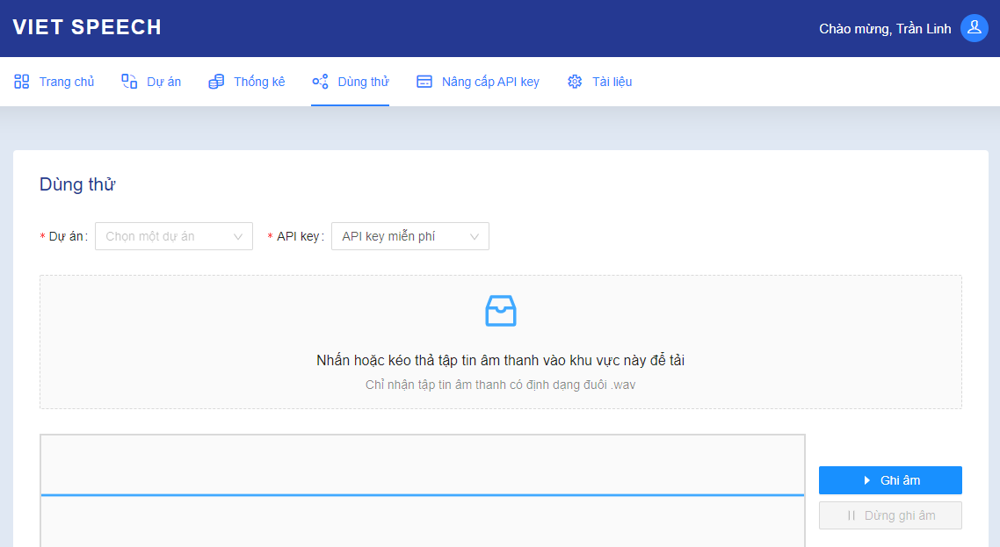 VIET SPEECH
Chào mừng, Trần Linh
Trang chủ Dự án Thống kê Dùng thử Nâng cấp API key Tài liệu
Dùng thử
* Dự án: Chọn một dự án * API key: API key miễn phí
Nhấn hoặc kéo thả tập tin âm thanh vào khu vực này để tải
Chỉ nhận tập tin âm thanh có định dạng đuôi .wav
Ghi âm
Dừng ghi âm